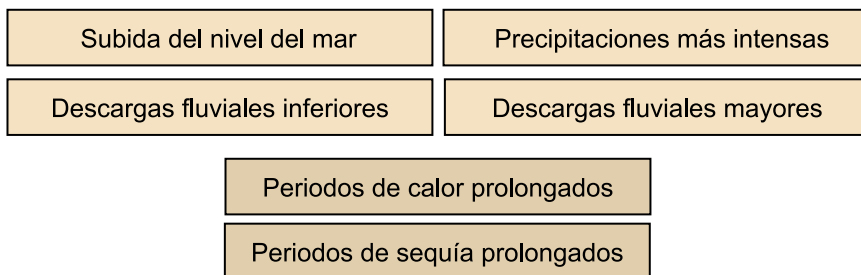 Subida del nivel del mar
Precipitaciones más intensas
Descargas fluviales inferiores
Descargas fluviales mayores
Periodos de calor prolongados
Periodos de sequía prolongados